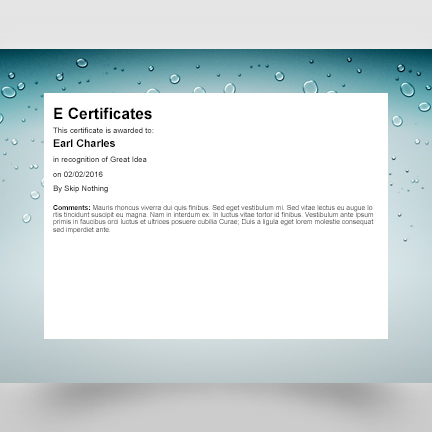 E Certificates
This certificate is awarded to:
Earl Charles
in recognition of Great Idea
on 02/02/2016
By Skip Nothing
Comments: Mauris rhoncus viverra dui quis finibus. Sed eget vestibulum mi. Sed vitae lectus eu augue lo
rtis tincidunt suscipit eu magna. Nam in interdum ex. In luctus vitae tortor id finibus. Vestibulum ante ipsum
primis in faucibus orci luctus et ultrices posuere cubilia Curae; Duis a ligula eget lorem molestie consequat
sed imperdiet ante.